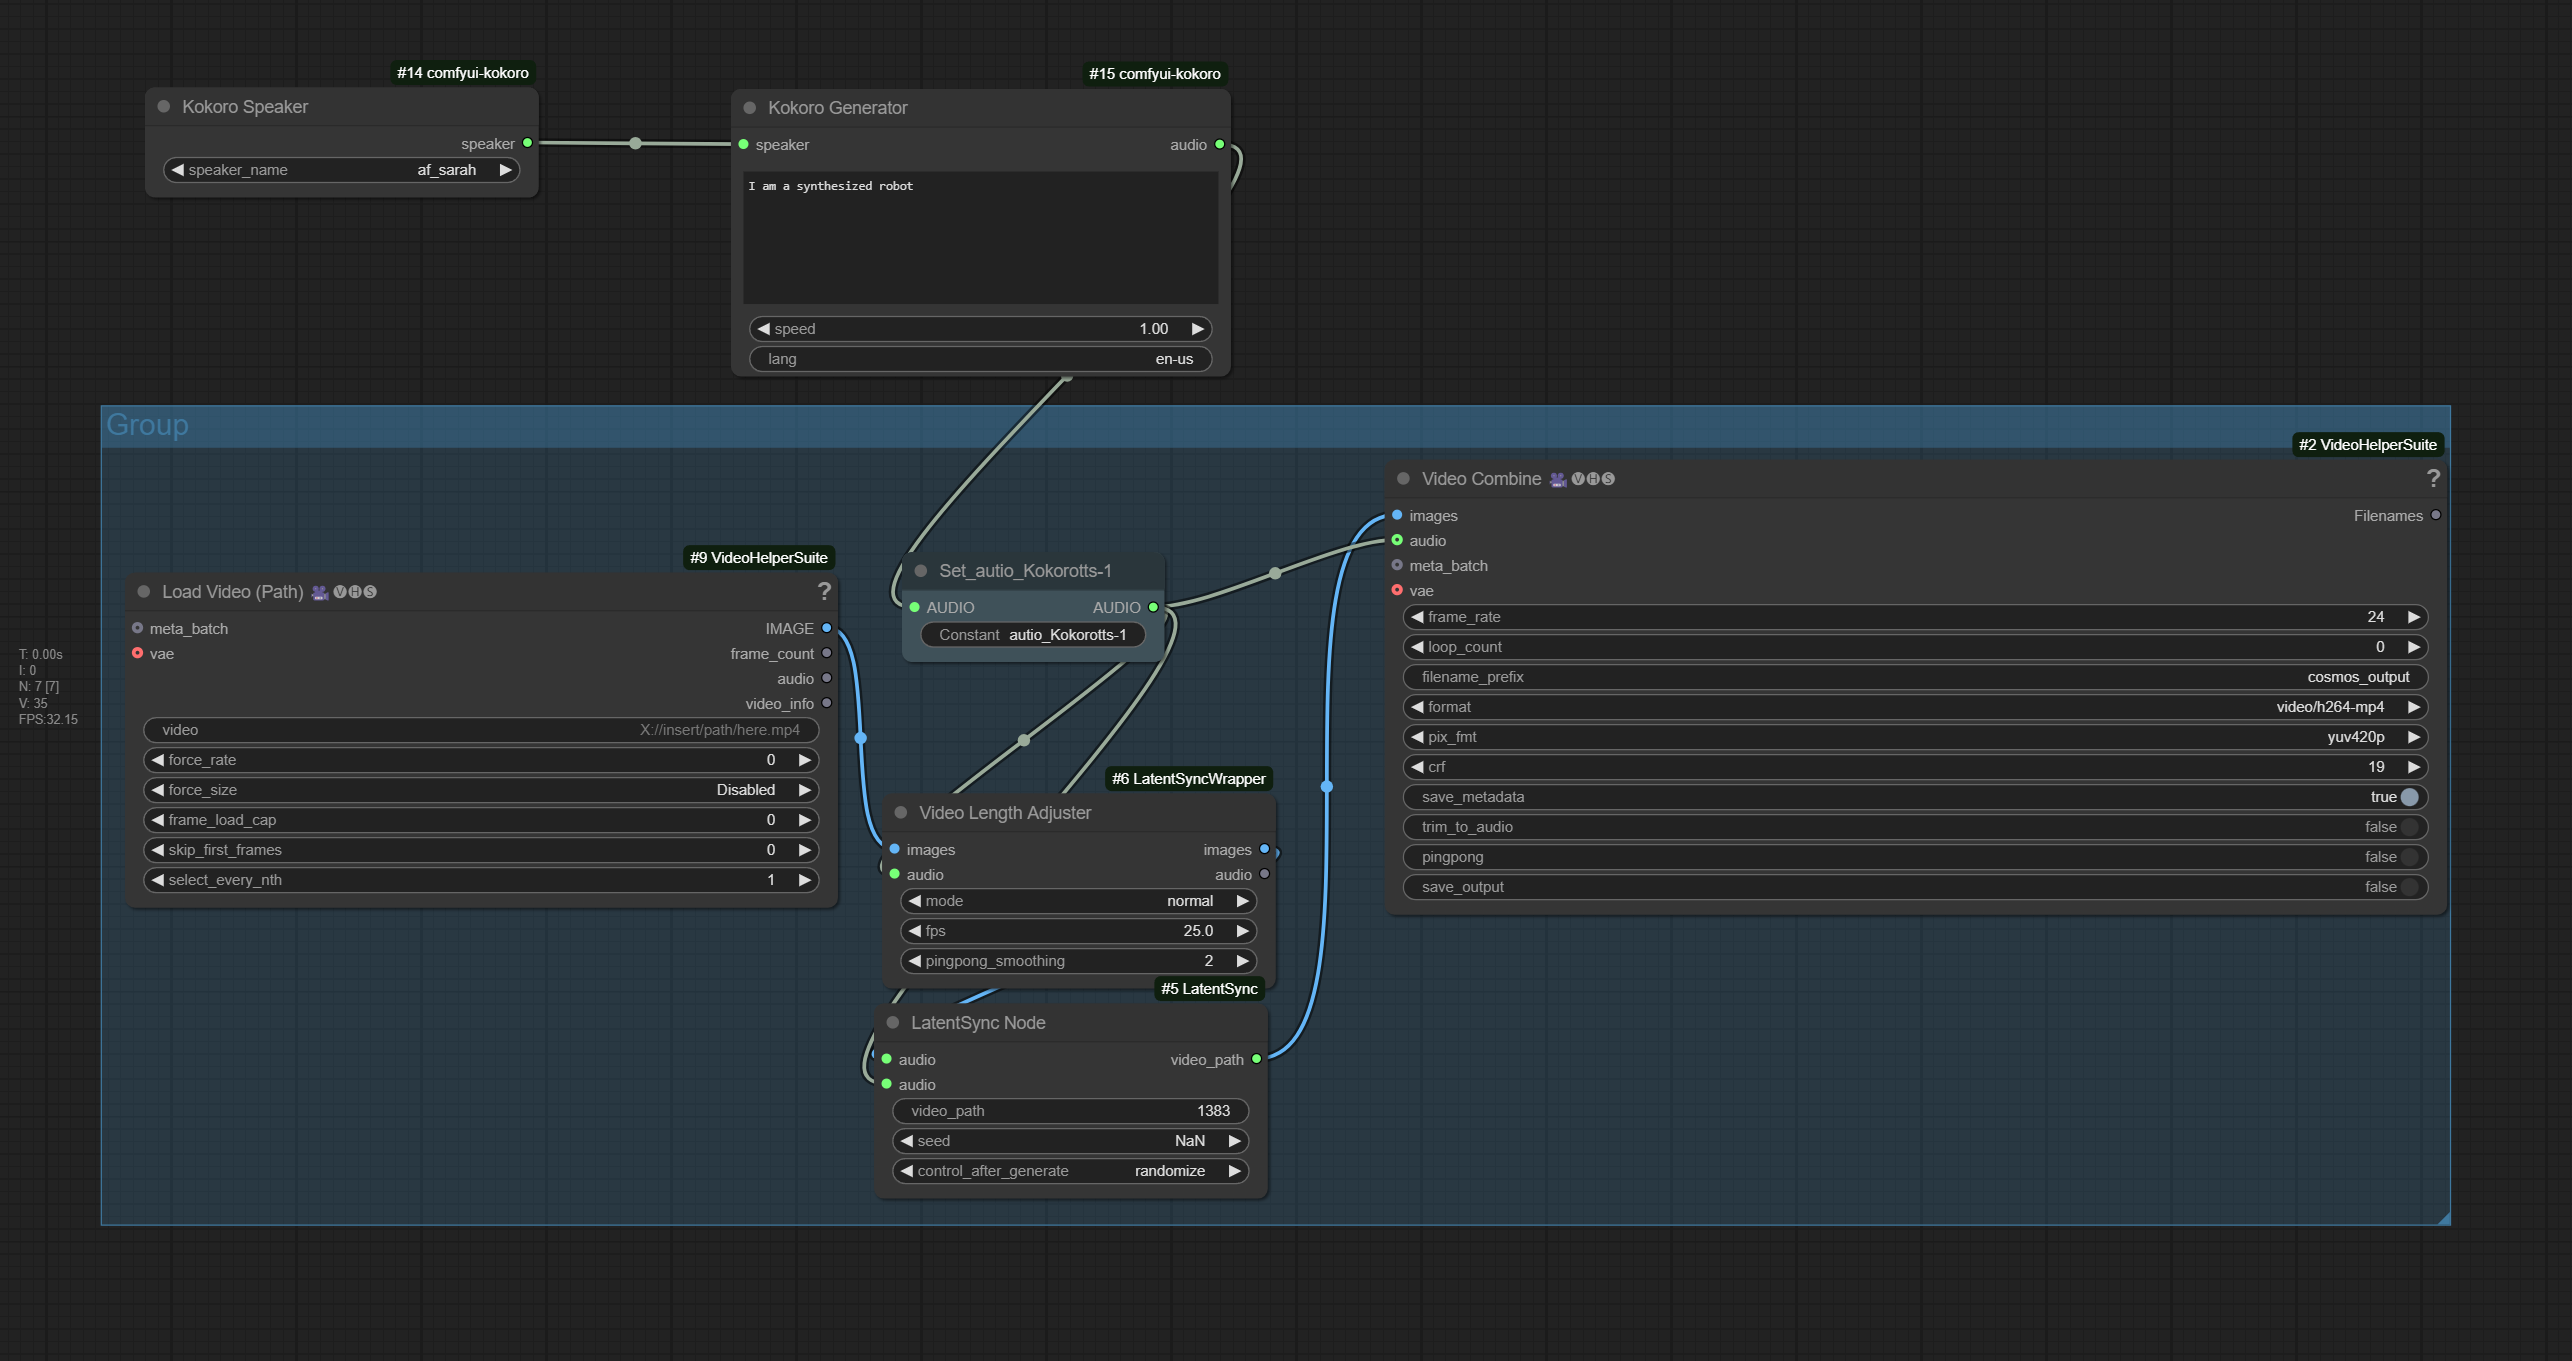 #14 comfyui-kokoro
Kokoro Speaker
speaker
speaker_name af_sarah
#15 comfyui-kokoro
Kokoro Generator
speaker audio
I am a synthesized robot
speed 1.00
lang en-us
Group
#9 VideoHelperSuite
Load Video (Path) VHS ?
meta_batch IMAGE
vae frame_count
audio
video_info
video X://insert/path/here.mp4
force_rate 0
force_size Disabled
frame_load_cap 0
skip_first_frames 0
select_every_nth 1
T: 0.00s
I: 0
N: 7 [7]
V: 35
FPS:32.15
Set_autio_Kokorotts-1
AUDIO AUDIO
Constant autio_Kokorotts-1
#6 LatentSyncWrapper
Video Length Adjuster
images images
audio audio
mode normal
fps 25.0
pingpong_smoothing 2
#5 LatentSync
LatentSync Node
audio video_path
audio
video_path 1383
seed NaN
control_after_generate randomize
#2 VideoHelperSuite
Video Combine VHS ?
images Filenames
audio
meta_batch
vae
frame_rate 24
loop_count 0
filename_prefix cosmos_output
format video/h264-mp4
pix_fmt yuv420p
crf 19
save_metadata true
trim_to_audio false
pingpong false
save_output false